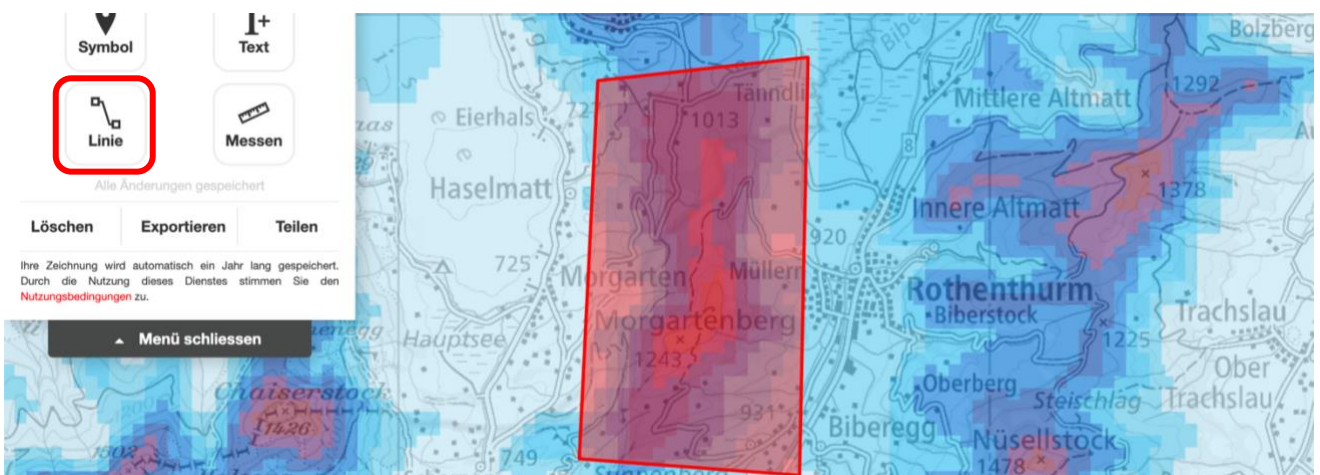 Symbol
Text
Linie
Messen
Alle Änderungen gespeichert
Löschen Exportieren Teilen
Ihre Zeichnung wird automatisch ein Jahr lang gespeichert.
Durch die Nutzung dieses Dienstes stimmen Sie den
Nutzungsbedingungen zu.
Menü schliessen
Bolzberg
Tänndli
Mittlere Altmatt
1292
Eierhals
1013
8
Haselmatt
1378
Innere Altmatt
920
725
Morgarten
Müllern
Rothenthurm
Biberstock
Trachslau
Morgartenberg
Hauptsee
1225
1243
Ober
Trachslau
Chaiserstock
Oberberg
Steischlag
1426
931
Biberegg
Nüsellstock
749
1478